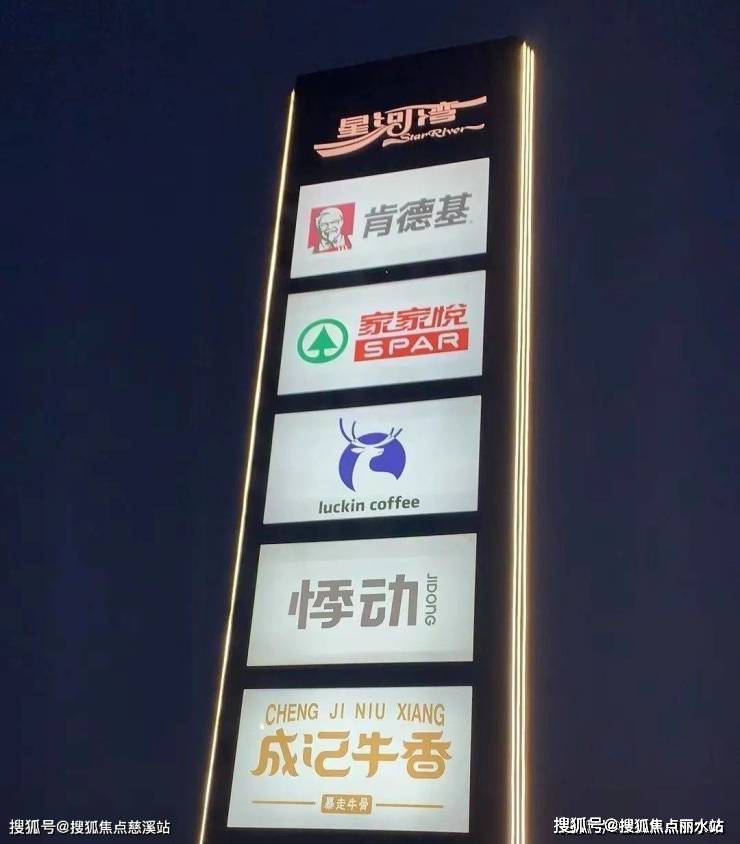 星河湾
Star River
肯德基
家家悦
SPAR
luckin coffee
悸动
JIDONG
CHENG JI NIU XIANG
成记牛香
暴走牛骨
搜狐号@搜狐焦点慈溪站
搜狐号@搜狐焦点丽水站